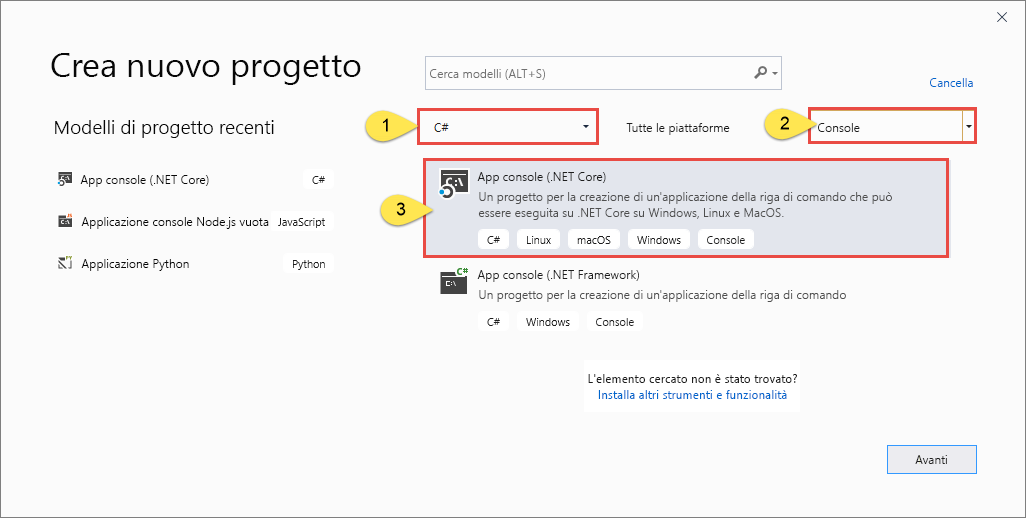 Crea nuovo progetto
Cerca modelli (ALT+S)
Cancella
Modelli di progetto recenti
1
C#
Tutte le piattaforme
2
Console
App console (.NET Core)
C#
Applicazione console Node.js vuota
JavaScript
Applicazione Python
Python
3
C:\
App console (.NET Core)
Un progetto per la creazione di un'applicazione della riga di comando che può
essere eseguita su .NET Core su Windows, Linux e MacOS.
C#
Linux
macOS
Windows
Console
C#
C:\
App console (.NET Framework)
Un progetto per la creazione di un'applicazione della riga di comando
C#
Windows
Console
L'elemento cercato non è stato trovato?
Installa altri strumenti e funzionalità
Avanti